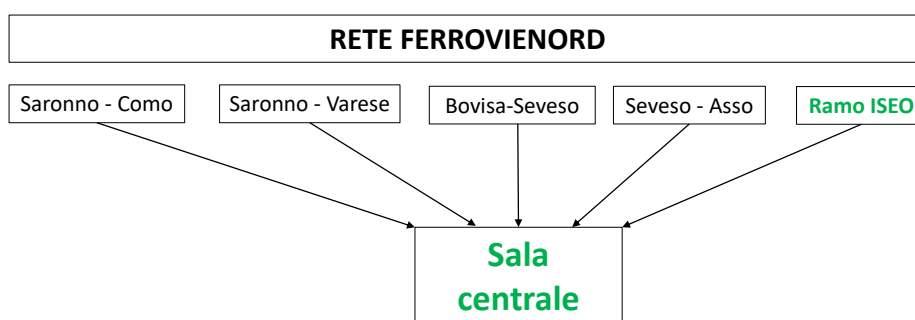 RETE FERROVIENORD
Saronno - Como
Saronno - Varese
Bovisa-Seveso
Seveso - Asso
Ramo ISEO
Sala
centrale